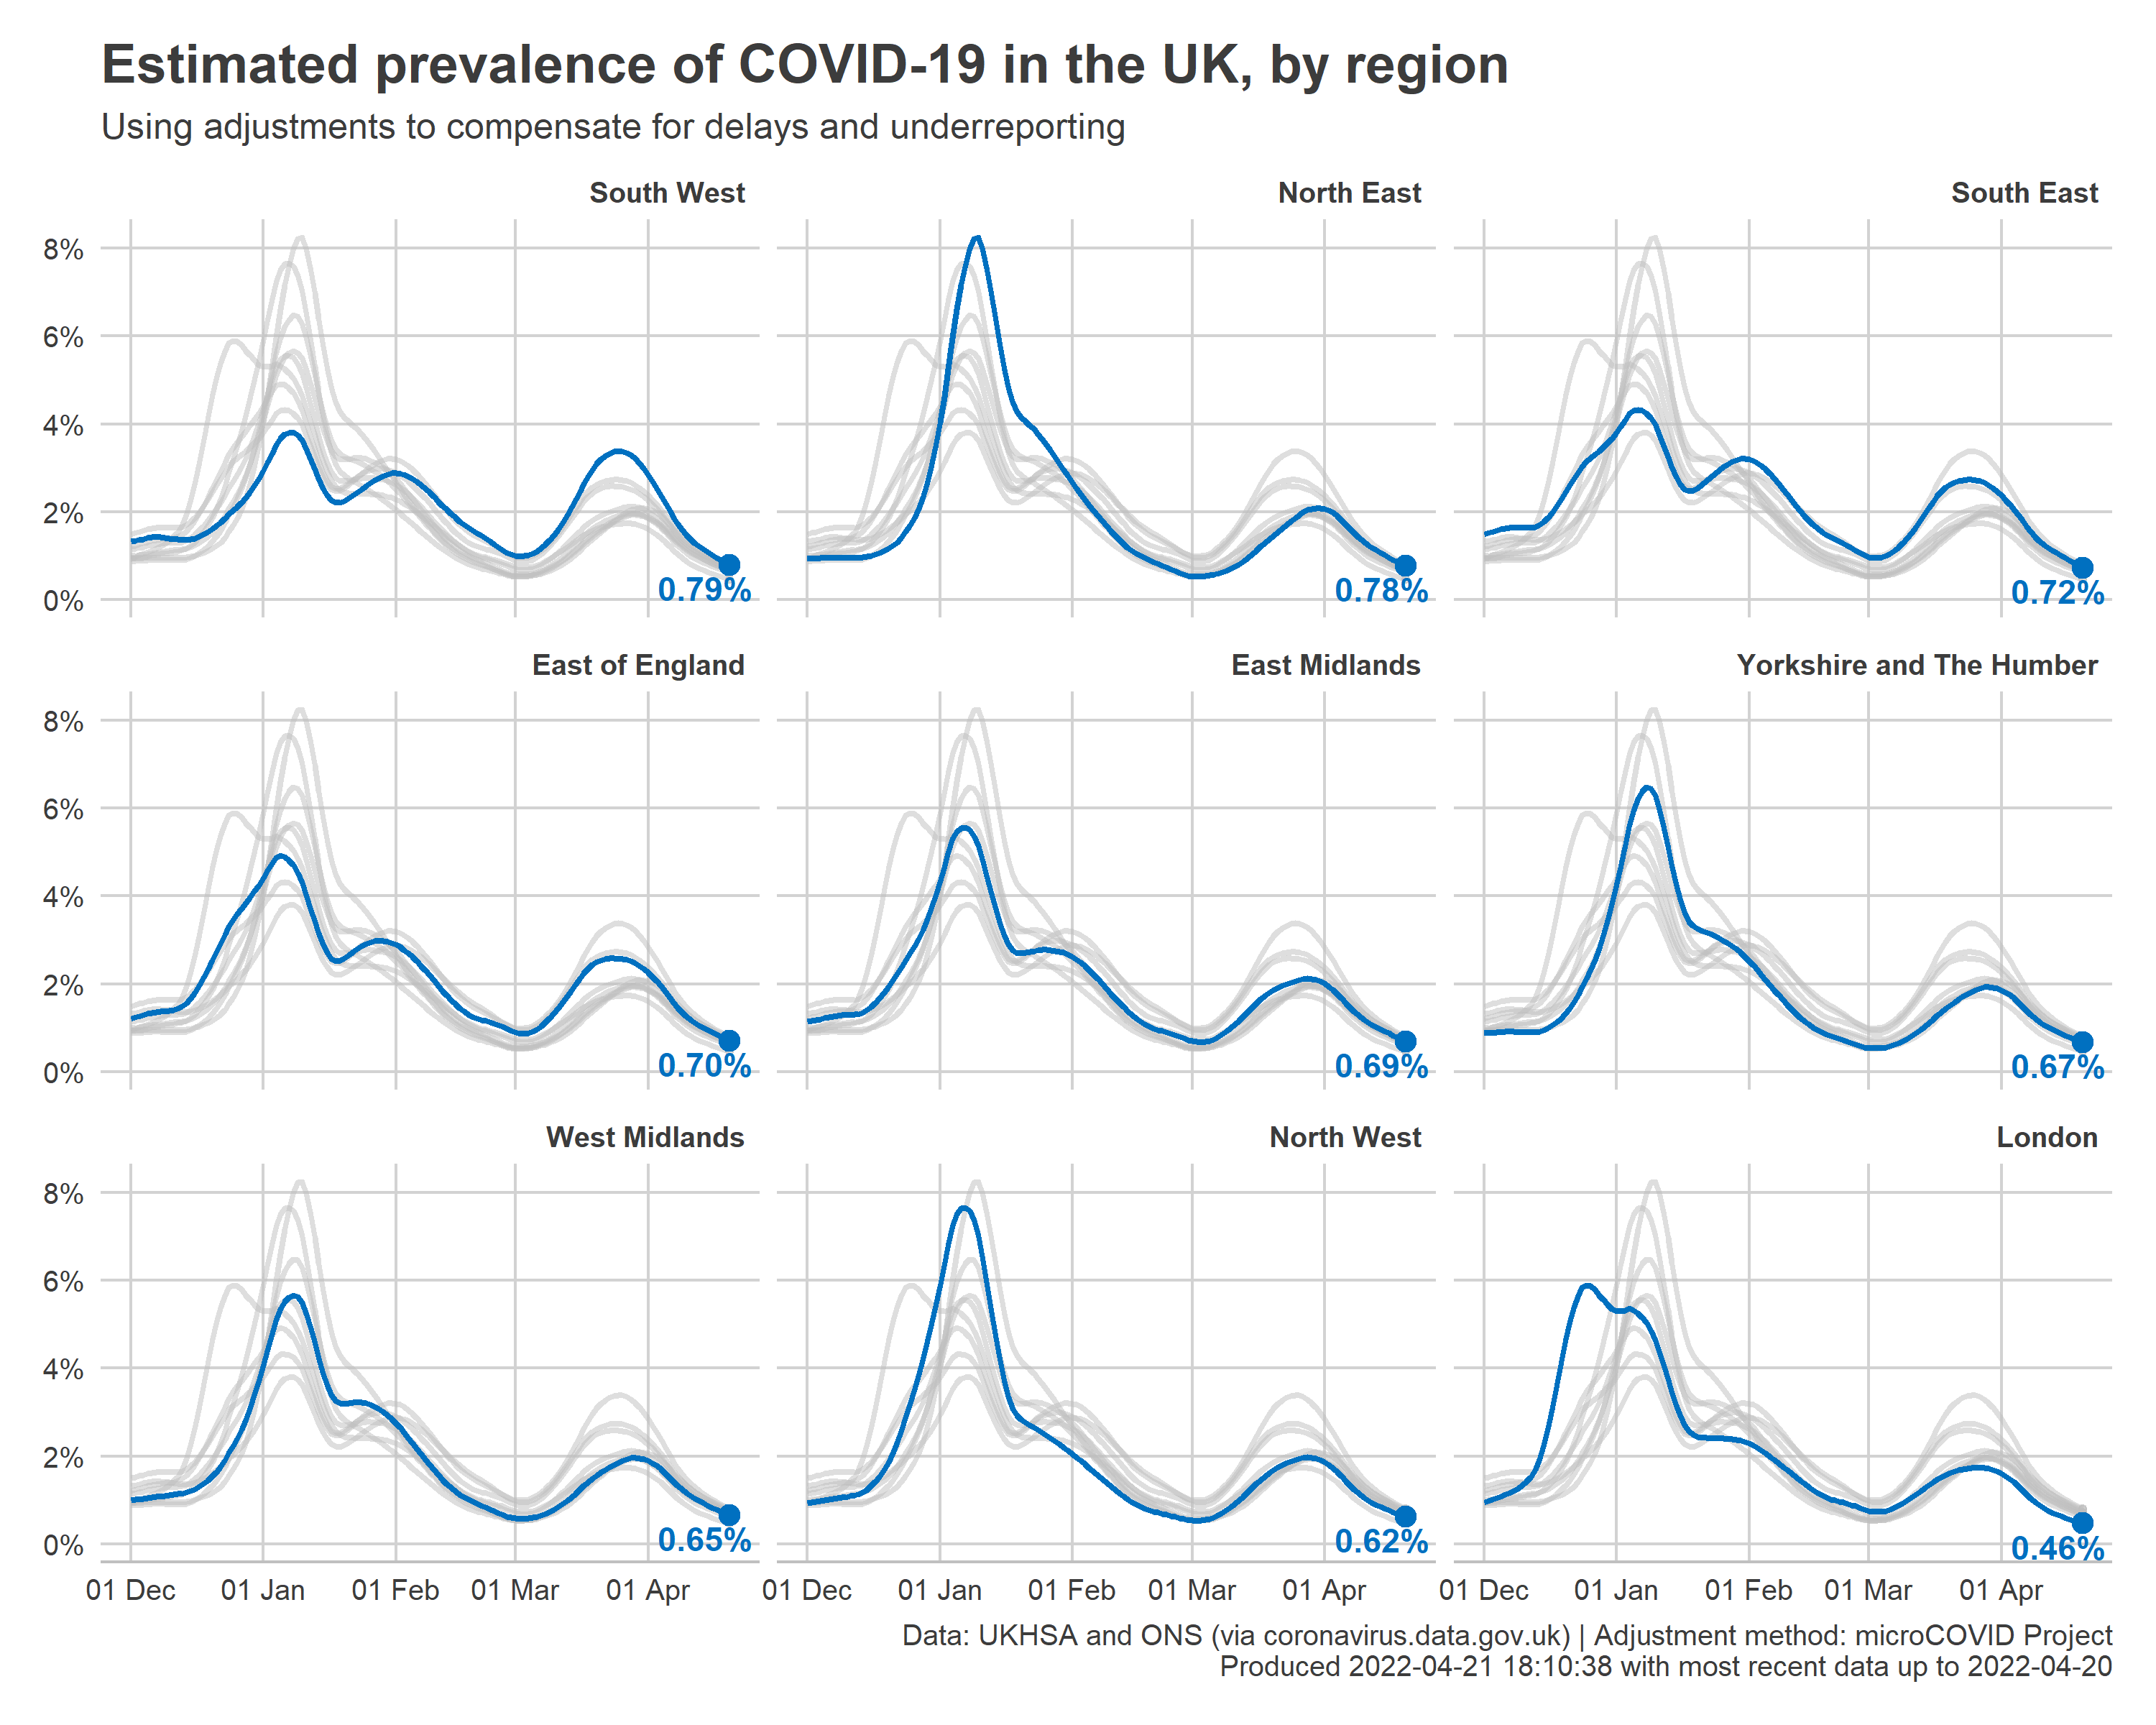 Estimated prevalence of COVID-19 in the UK, by region
Using adjustments to compensate for delays and underreporting
South West
North East
South East
8%
6%
4%
2%
0%
0.79%
0.78%
0.72%
East of England
East Midlands
Yorkshire and The Humber
8%
6%
4%
2%
0%
0.70%
0.69%
0.67%
West Midlands
North West
London
8%
6%
4%
2%
0%
0.65%
0.62%
0.46%
01 Dec 01 Jan 01 Feb 01 Mar 01 Apr
01 Dec 01 Jan 01 Feb 01 Mar 01 Apr
01 Dec 01 Jan 01 Feb 01 Mar 01 Apr
Data: UKHSA and ONS (via coronavirus.data.gov.uk) | Adjustment method: microCOVID Project
Produced 2022-04-21 18:10:38 with most recent data up to 2022-04-20